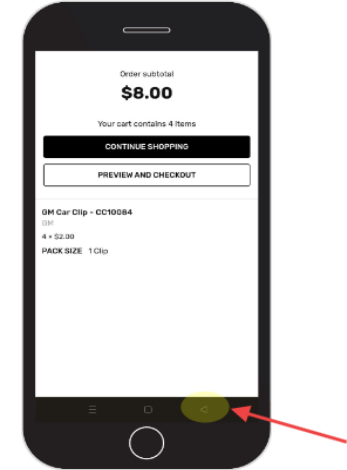 Order subtotal
$8.00
Your cart contains 4 items
CONTINUE SHOPPING
PREVIEW AND CHECKOUT
GM Car Clip - CC10084
GM
4 × $2.00
PACK SIZE 1 Clip